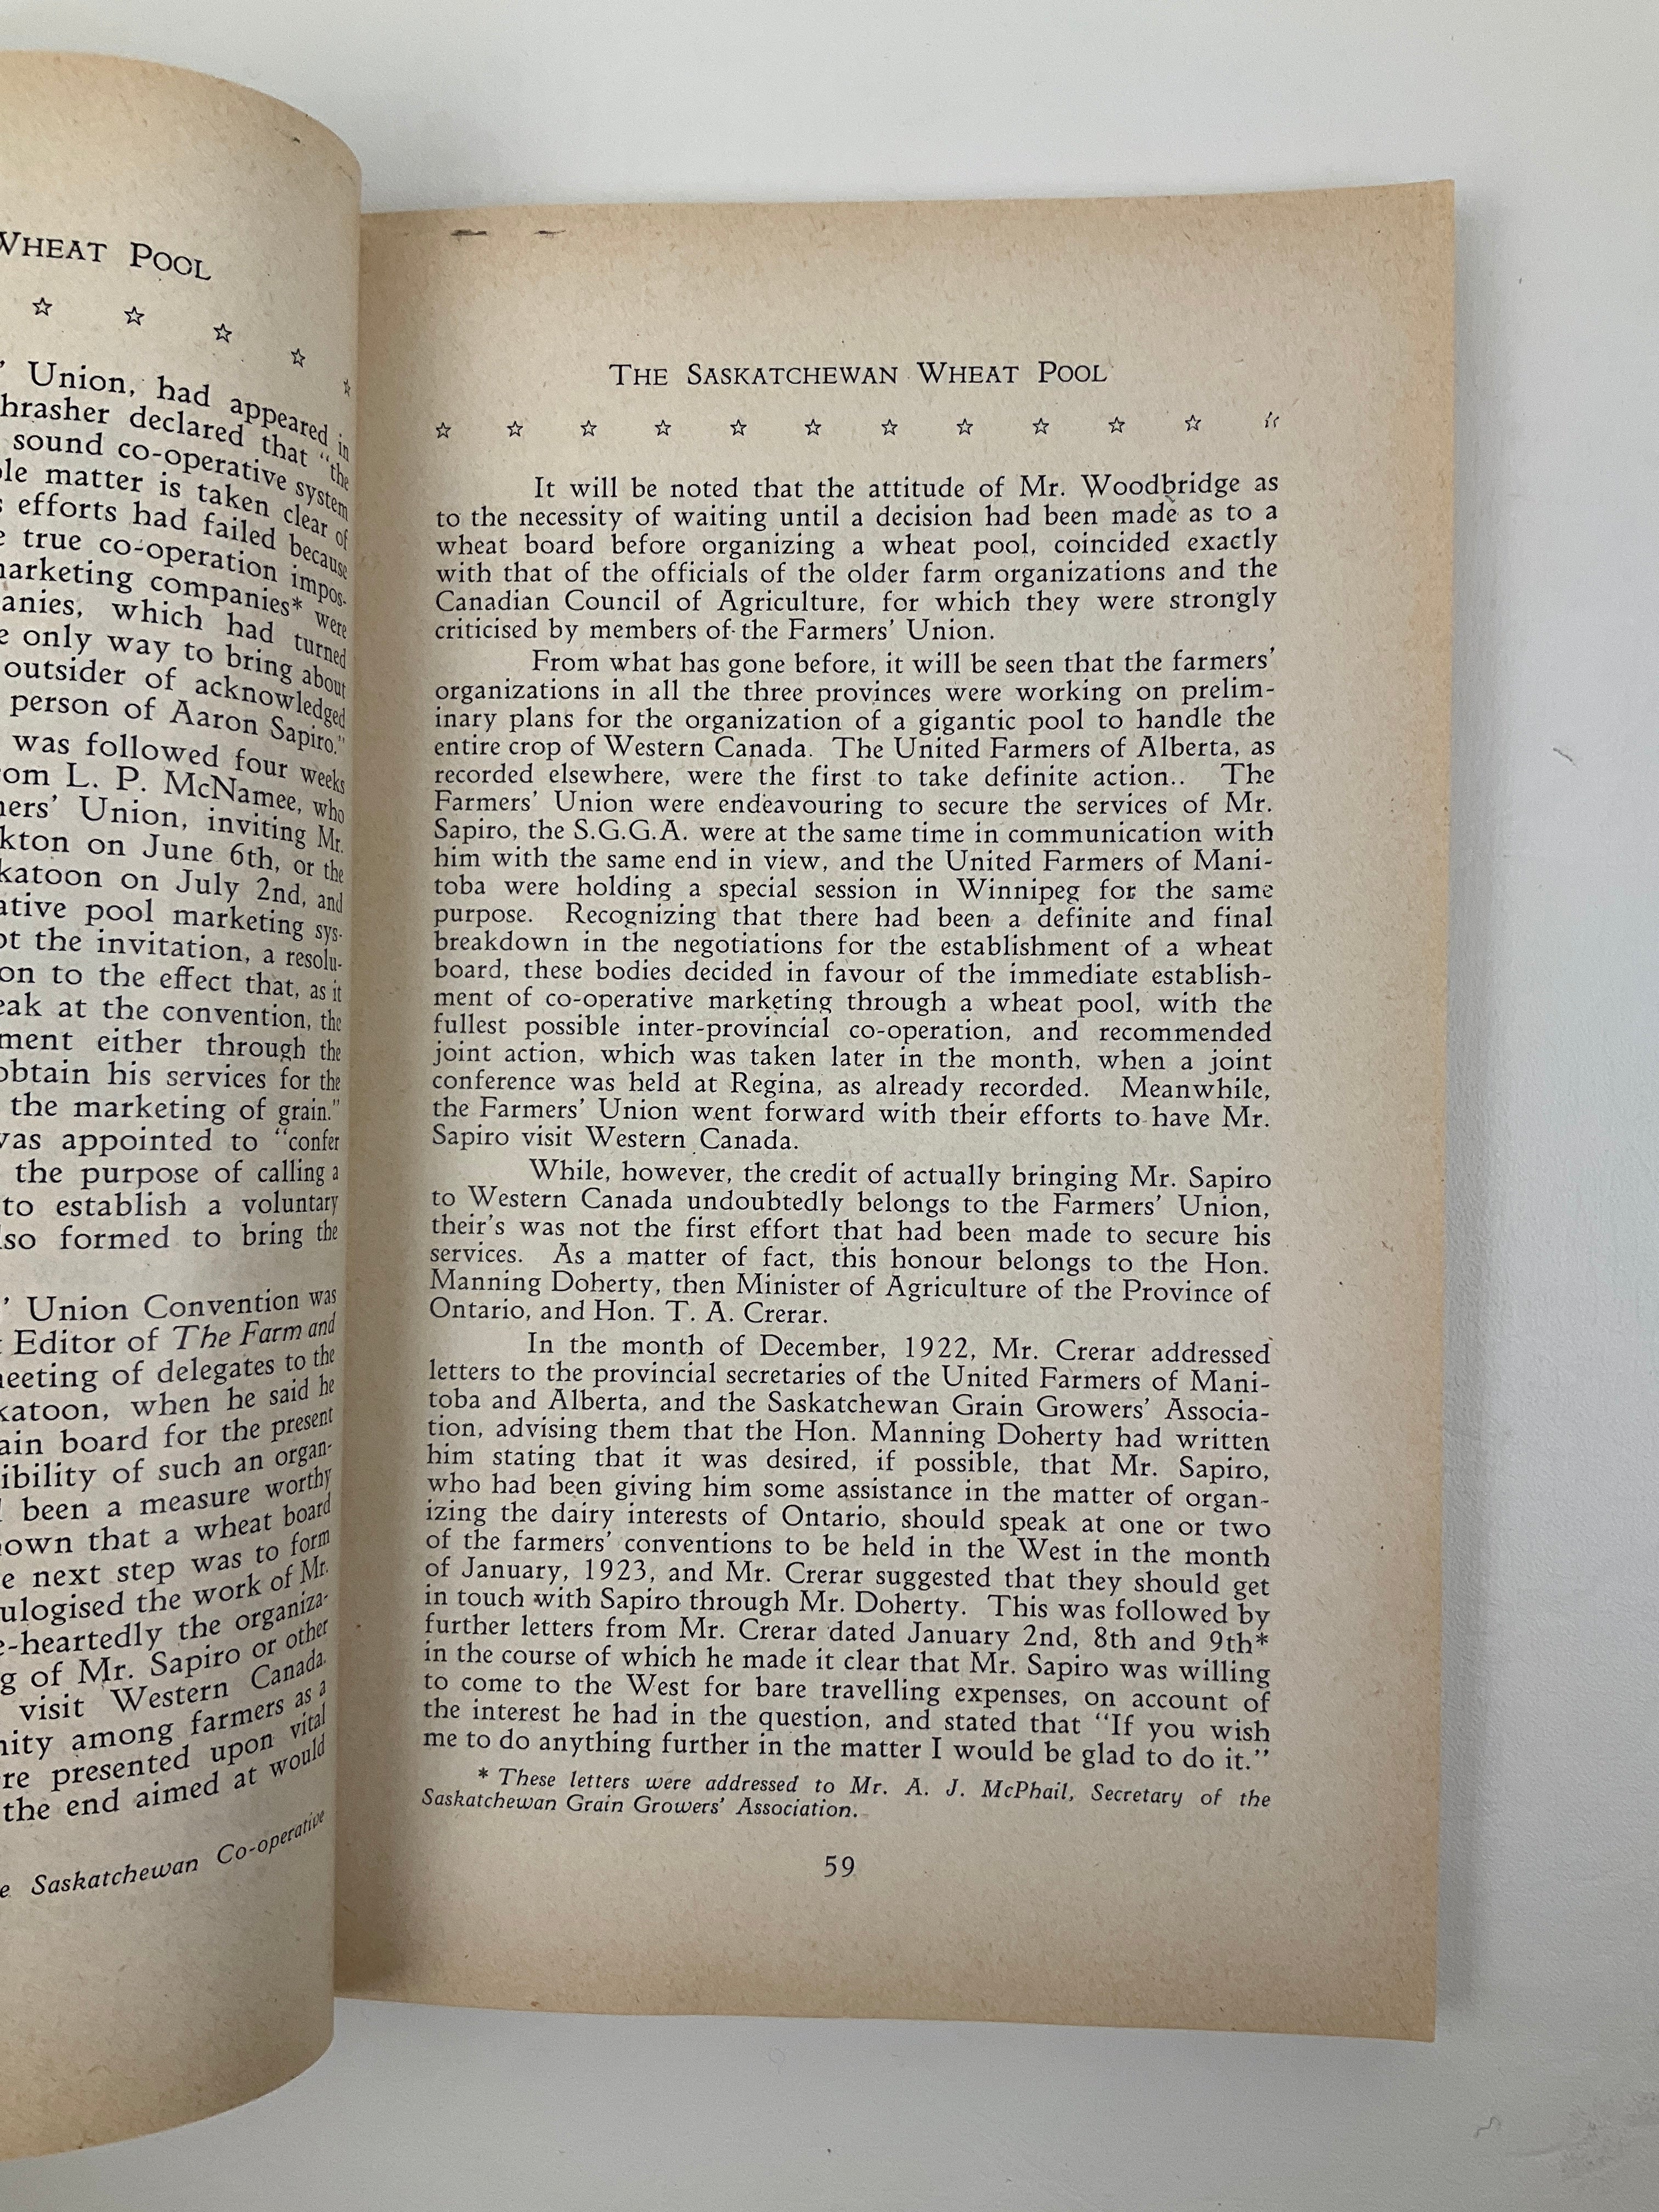 WHEAT POOL
☆ ☆ ☆ ☆ ☆
' Union, had appeared in
hrasher declared that "the
sound co-operative system
le matter is taken clear of
efforts had failed because
true co-operation impos-
arketing companies* were
anies, which had turned
e only way to bring about
outsider of acknowledged
person of Aaron Sapiro."
was followed four weeks
om L. P. McNamee, who
ers' Union, inviting Mr.
kton on June 6th, or the
katoon on July 2nd, and
ative pool marketing sys-
ot the invitation, a resolu-
on to the effect that, as it
eak at the convention, the
ment either through the
obtain his services for the
the marketing of grain."
was appointed to "confer
the purpose of calling a
to establish a voluntary
lso formed to bring the
' Union Convention was
Editor of The Farm and
eeting of delegates to the
katoon, when he said he
ain board for the present
ibility of such an organ-
been a measure worthy
own that a wheat board
e next step was to form
ulogised the work of Mr.
e-heartedly the organiza-
g of Mr. Sapiro or other
visit Western Canada.
nity among farmers as a
re presented upon vital
the end aimed at would
e Saskatchewan Co-operative
THE SASKATCHEWAN WHEAT POOL
☆ ☆ ☆ ☆ ☆ ☆ ☆ ☆ ☆ ☆ ☆ ☆
It will be noted that the attitude of Mr. Woodbridge as
to the necessity of waiting until a decision had been made as to a
wheat board before organizing a wheat pool, coincided exactly
with that of the officials of the older farm organizations and the
Canadian Council of Agriculture, for which they were strongly
criticised by members of the Farmers' Union.
From what has gone before, it will be seen that the farmers'
organizations in all the three provinces were working on prelim-
inary plans for the organization of a gigantic pool to handle the
entire crop of Western Canada. The United Farmers of Alberta, as
recorded elsewhere, were the first to take definite action.. The
Farmers' Union were endeavouring to secure the services of Mr.
Sapiro, the S.G.G.A. were at the same time in communication with
him with the same end in view, and the United Farmers of Mani-
toba were holding a special session in Winnipeg for the same
purpose. Recognizing that there had been a definite and final
breakdown in the negotiations for the establishment of a wheat
board, these bodies decided in favour of the immediate establish-
ment of co-operative marketing through a wheat pool, with the
fullest possible inter-provincial co-operation, and recommended
joint action, which was taken later in the month, when a joint
conference was held at Regina, as already recorded. Meanwhile,
the Farmers' Union went forward with their efforts to have Mr.
Sapiro visit Western Canada.
While, however, the credit of actually bringing Mr. Sapiro
to Western Canada undoubtedly belongs to the Farmers' Union,
their's was not the first effort that had been made to secure his
services. As a matter of fact, this honour belongs to the Hon.
Manning Doherty, then Minister of Agriculture of the Province of
Ontario, and Hon. T. A. Crerar.
In the month of December, 1922, Mr. Crerar addressed
letters to the provincial secretaries of the United Farmers of Mani-
toba and Alberta, and the Saskatchewan Grain Growers' Associa-
tion, advising them that the Hon. Manning Doherty had written
him stating that it was desired, if possible, that Mr. Sapiro,
who had been giving him some assistance in the matter of organ-
izing the dairy interests of Ontario, should speak at one or two
of the farmers' conventions to be held in the West in the month
of January, 1923, and Mr. Crerar suggested that they should get
in touch with Sapiro through Mr. Doherty. This was followed by
further letters from Mr. Crerar dated January 2nd, 8th and 9th*
in the course of which he made it clear that Mr. Sapiro was willing
to come to the West for bare travelling expenses, on account of
the interest he had in the question, and stated that "If you wish
me to do anything further in the matter I would be glad to do it."
* These letters were addressed to Mr. A. J. McPhail, Secretary of the
Saskatchewan Grain Growers' Association.
59